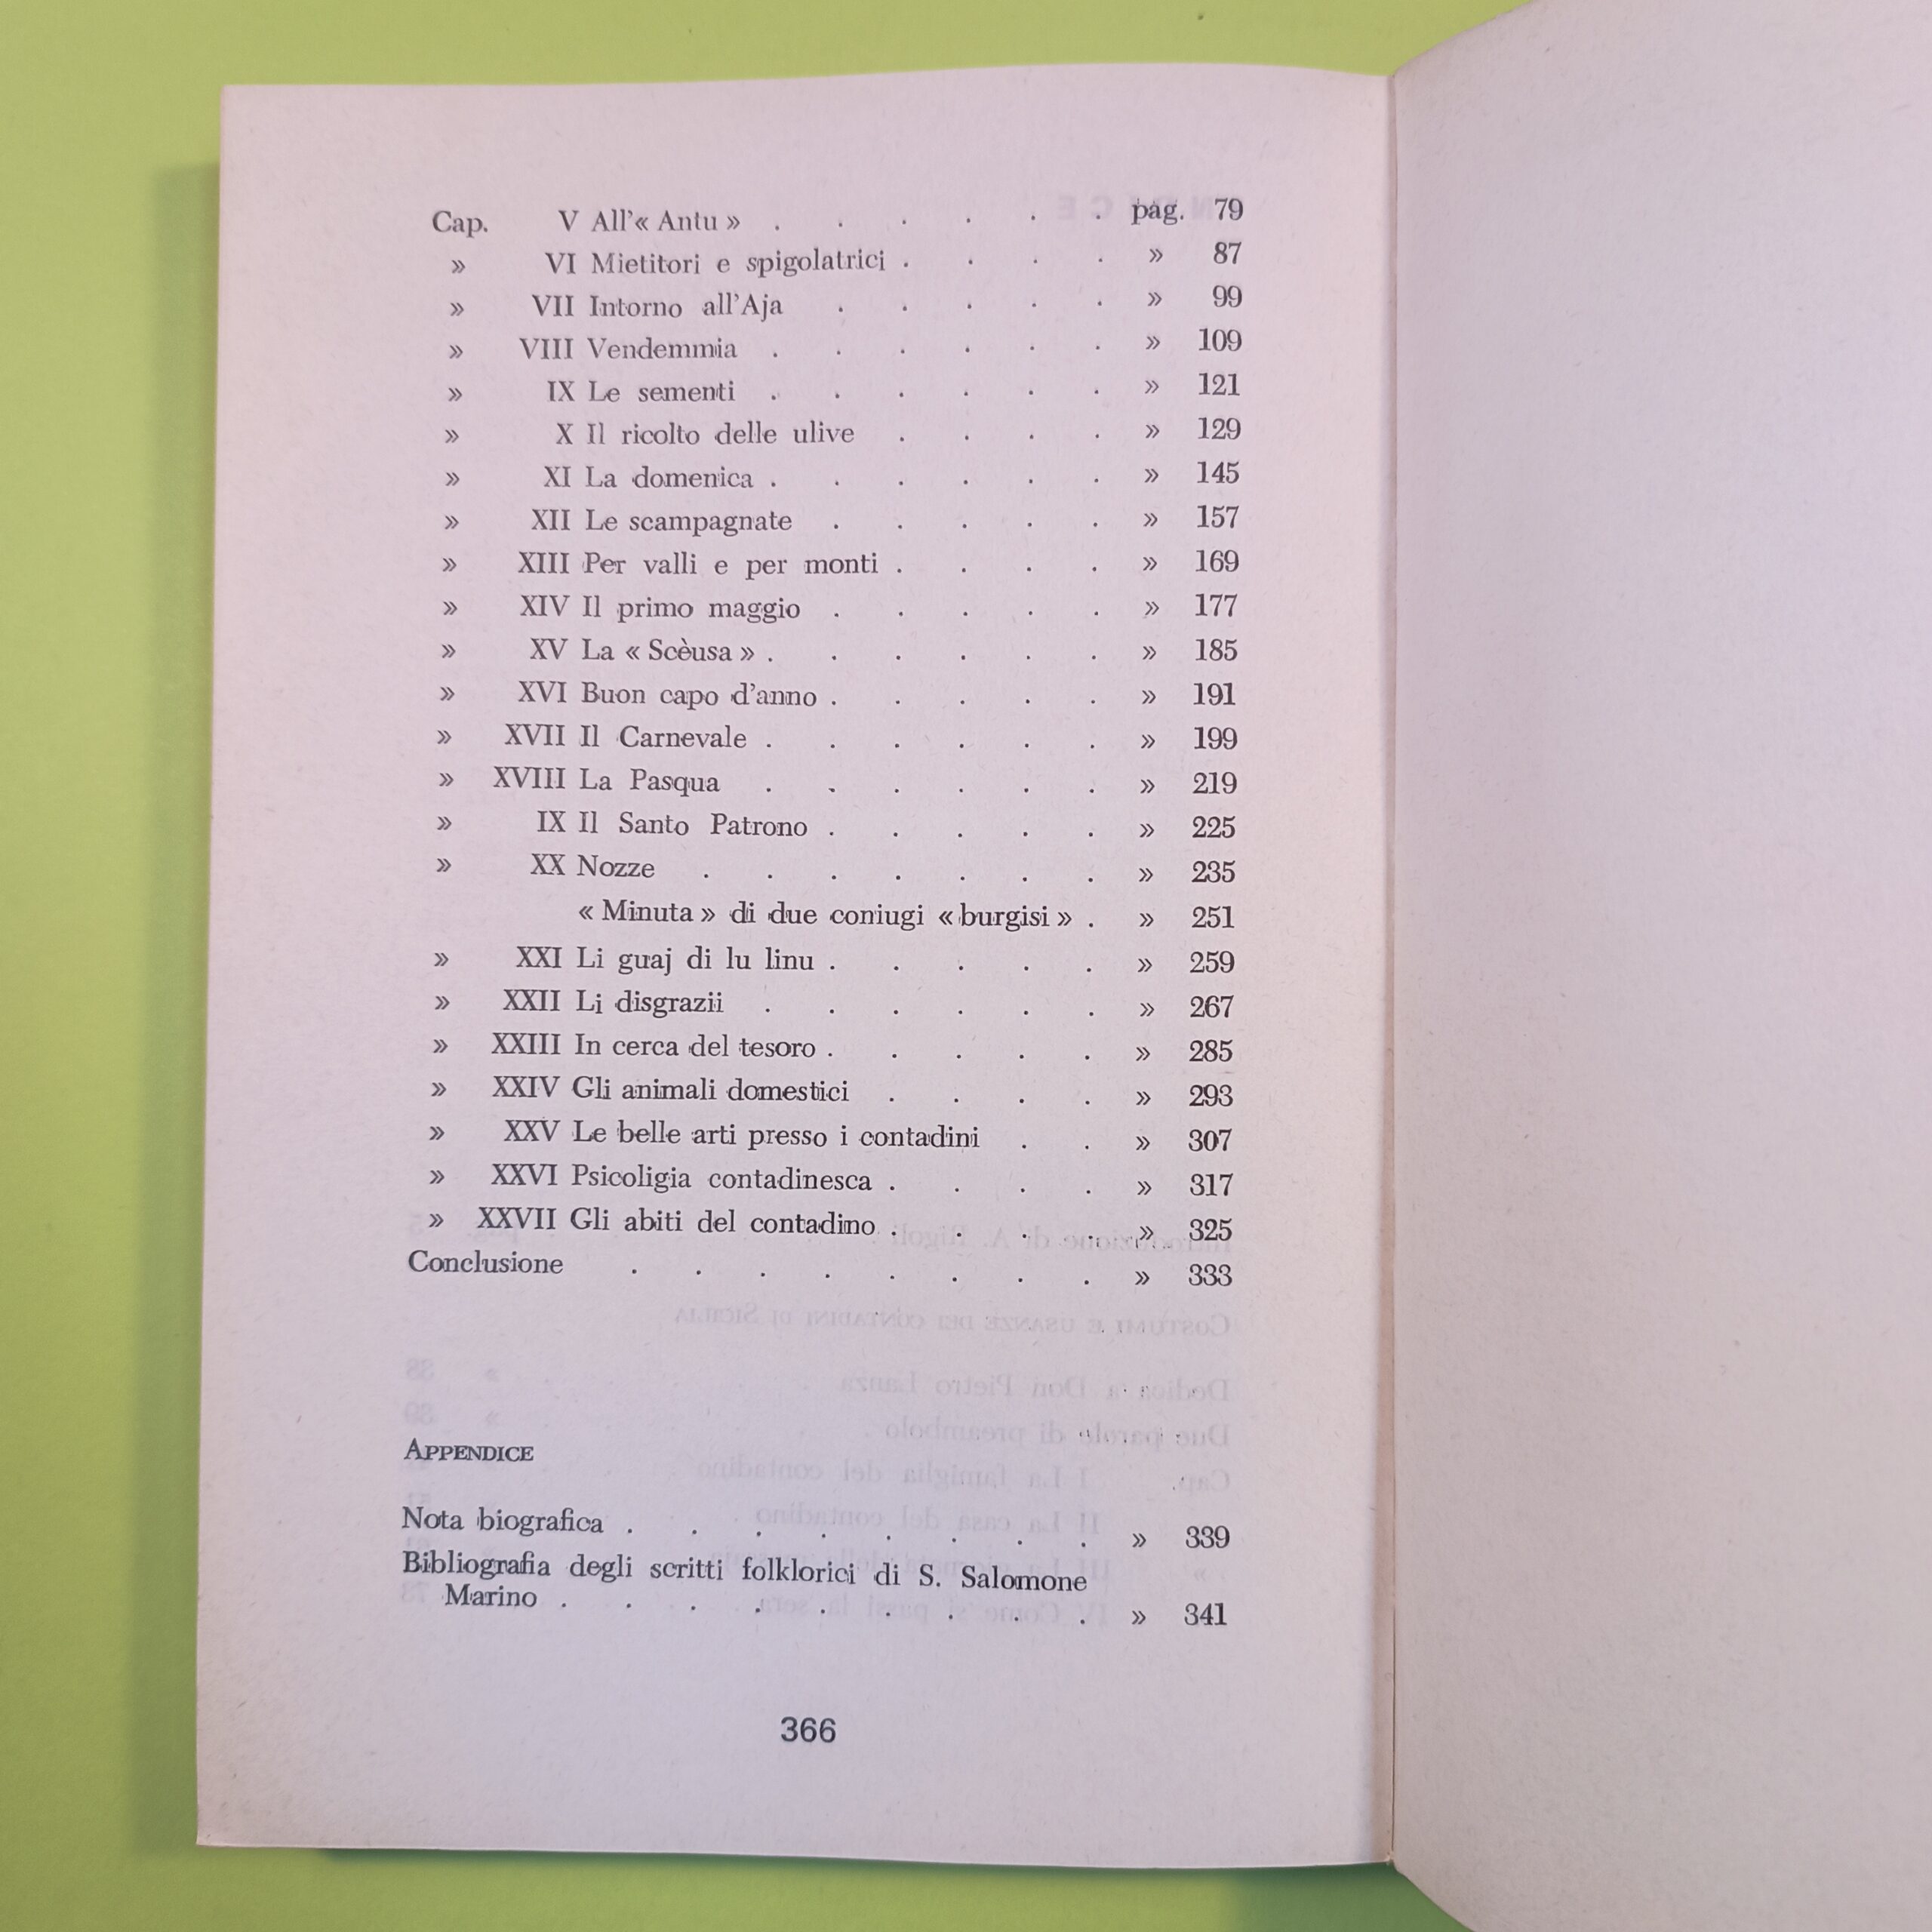 Cap. V All'« Antu » . . . . . . pag. 79
» VI Mietitori e spigolatrici . . . . » 87
» VII Intorno all'Aja . . . . . » 99
» VIII Vendemmia . . . . . . » 109
» IX Le sementi . . . . . . » 121
» X Il ricolto delle ulive . . . . » 129
» XI La domenica . . . . . . » 145
» XII Le scampagnate . . . . . » 157
» XIII Per valli e per monti . . . . » 169
» XIV Il primo maggio . . . . . » 177
» XV La « Scèusa » . . . . . . » 185
» XVI Buon capo d'anno . . . . . » 191
» XVII Il Carnevale . . . . . . » 199
» XVIII La Pasqua . . . . . . » 219
» IX Il Santo Patrono . . . . . » 225
» XX Nozze . . . . . . . » 235
« Minuta » di due coniugi « burgisi » . » 251
» XXI Li guaj di lu linu . . . . . » 259
» XXII Li disgrazii . . . . . . » 267
» XXIII In cerca del tesoro . . . . . » 285
» XXIV Gli animali domestici . . . . » 293
» XXV Le belle arti presso i contadini . . » 307
» XXVI Psicoligia contadinesca . . . . » 317
» XXVII Gli abiti del contadino . . . . » 325
Conclusione . . . . . . . . » 333
APPENDICE
Nota biografica . . . . . . . . » 339
Bibliografia degli scritti folklorici di S. Salomone
Marino . . . . . . . . . » 341
366